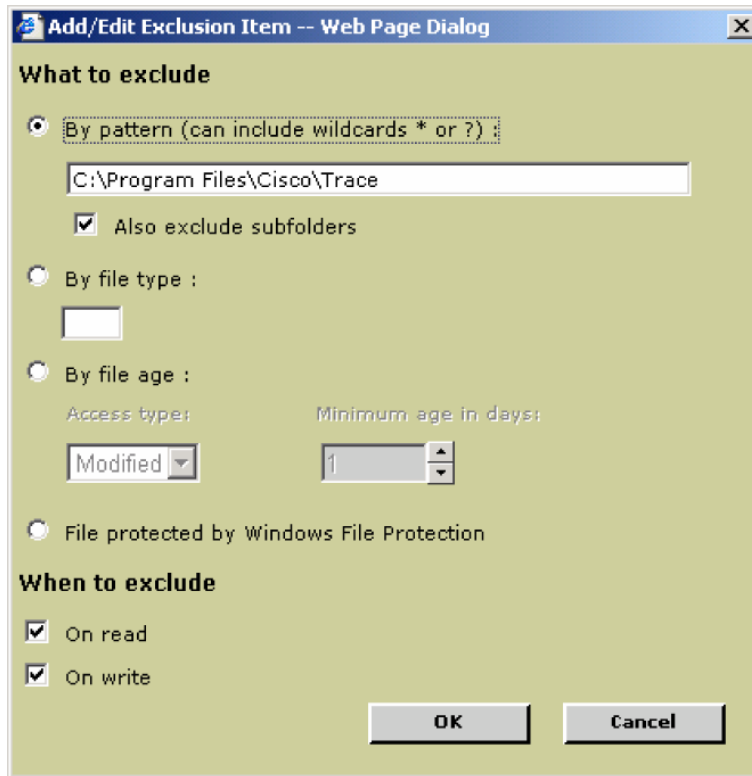 Add/Edit Exclusion Item -- Web Page Dialog
What to exclude
By pattern (can include wildcards * or ?) :
C:\Program Files\Cisco\Trace
Also exclude subfolders
By file type :
By file age :
Access type: Minimum age in days:
Modified 1
File protected by Windows File Protection
When to exclude
On read
On write
OK Cancel